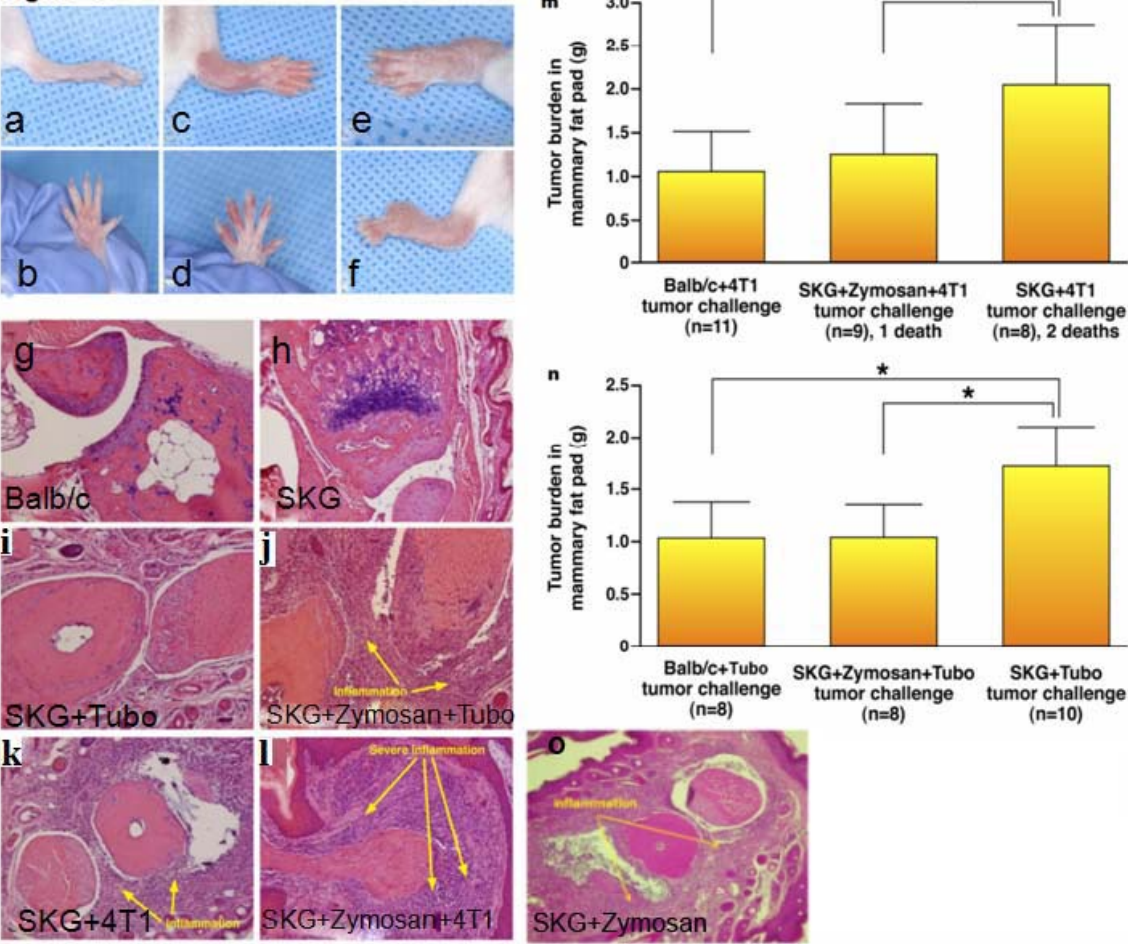 a
c
e
b
d
f
g
Balb/c
h
SKG
i
SKG+Tubo
j
Inflammation
SKG+Zymosan+Tubo
k
SKG+4T1
Inflammation
l
Severe Inflammation
SKG+Zymosan+4T1
m
Tumor burden in
mammary fat pad (g)
3.0
2.5
2.0
1.5
1.0
0.5
0
Balb/c+4T1
tumor challenge
(n=11)
SKG+Zymosan+4T1
tumor challenge
(n=9), 1 death
SKG+4T1
tumor challenge
(n=8), 2 deaths
n
Tumor burden in
mammary fat pad (g)
2.5
2.0
1.5
1.0
0.5
0
*
*
Balb/c+Tubo
tumor challenge
(n=8)
SKG+Zymosan+Tubo
tumor challenge
(n=8)
SKG+Tubo
tumor challenge
(n=10)
o
inflammation
SKG+Zymosan